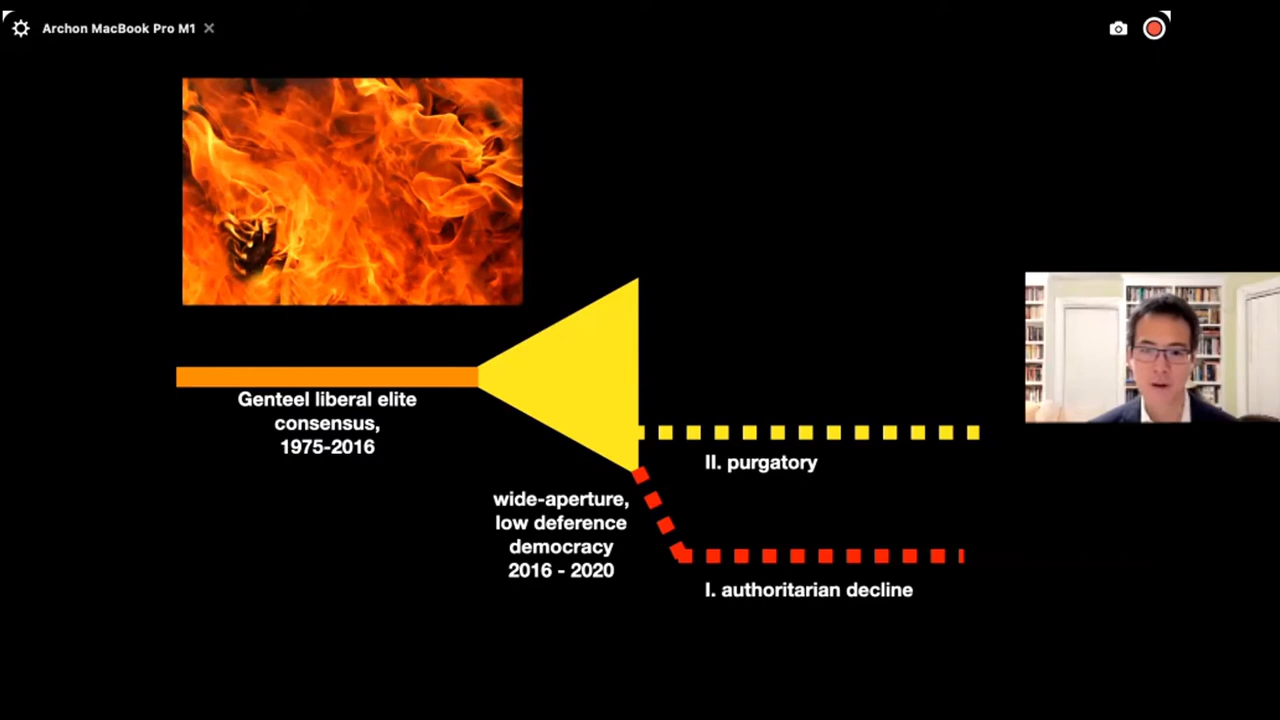 Archon MacBook Pro M1
Genteel liberal elite
consensus,
1975-2016
wide-aperture,
low deference
democracy
2016 - 2020
II. purgatory
I. authoritarian decline